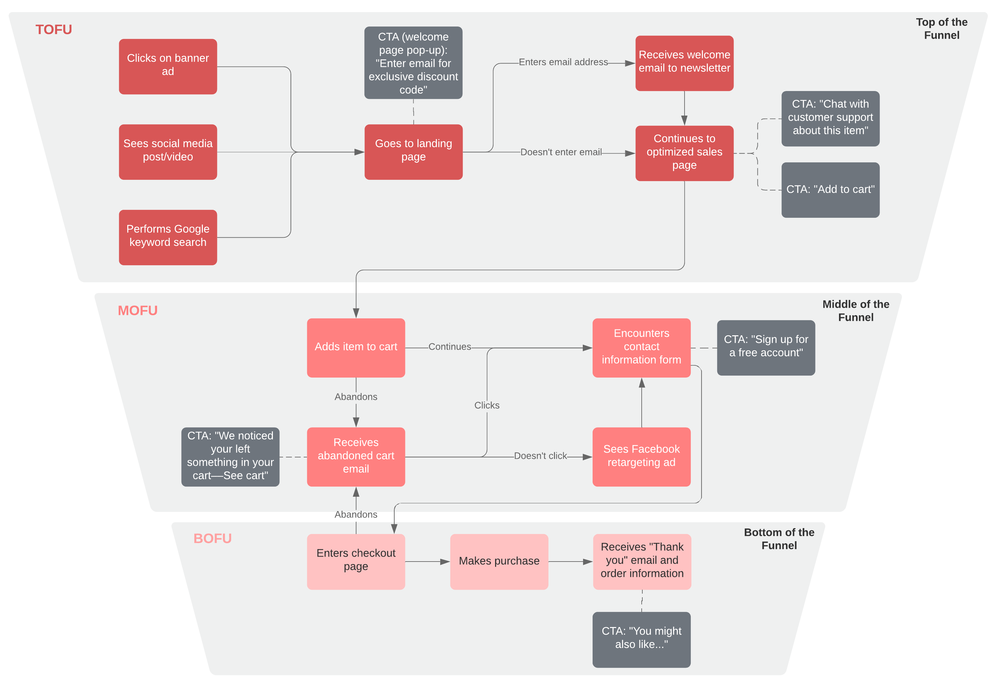 TOFU
Top of the
Funnel
Clicks on banner
ad
CTA (welcome
page pop-up):
"Enter email for
exclusive discount
code"
Enters email address
Receives welcome
email to newsletter
Sees social media
post/video
Goes to landing
page
Doesn't enter email
Continues to
optimized sales
page
CTA: "Chat with
customer support
about this item"
CTA: "Add to cart"
Performs Google
keyword search
MOFU
Middle of the
Funnel
Adds item to cart
Continues
Encounters
contact
information form
CTA: "Sign up for
a free account"
Abandons
Clicks
CTA: "We noticed
your left
something in your
cart––See cart"
Receives
abandoned cart
email
Doesn't click
Sees Facebook
retargeting ad
Abandons
BOFU
Bottom of the
Funnel
Enters checkout
page
Makes purchase
Receives "Thank
you" email and
order information
CTA: "You might
also like..."